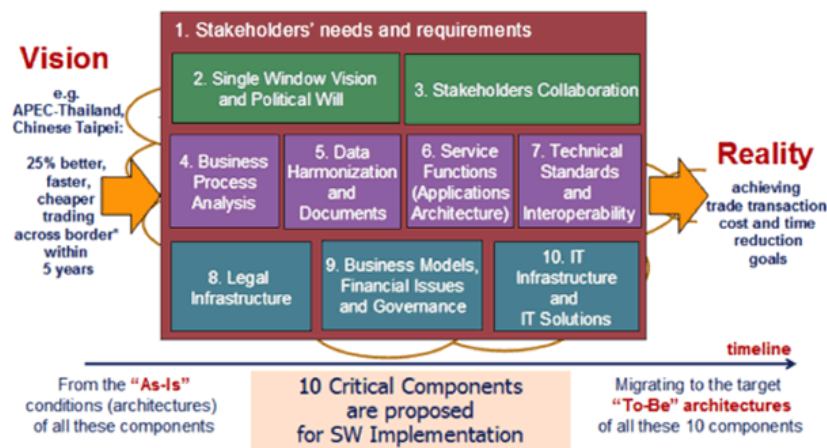 1. Stakeholders' needs and requirements
Vision
e.g.
APEC-Thailand,
Chinese Taipei:
25% better,
faster,
cheaper
trading
across border*
within
5 years
2. Single Window Vision
and Political Will
3. Stakeholders Collaboration
4. Business
Process
Analysis
5. Data
Harmonization
and
Documents
6. Service
Functions
(Applications
Architecture)
7. Technical
Standards
and
Interoperability
8. Legal
Infrastructure
9. Business Models,
Financial Issues
and Governance
10. IT
Infrastructure
and
IT Solutions
Reality
achieving
trade transaction
cost and time
reduction
goals
timeline
From the "As-Is"
conditions (architectures)
of all these components
10 Critical Components
are proposed
for SW Implementation
Migrating to the target
"To-Be" architectures
of all these 10 components